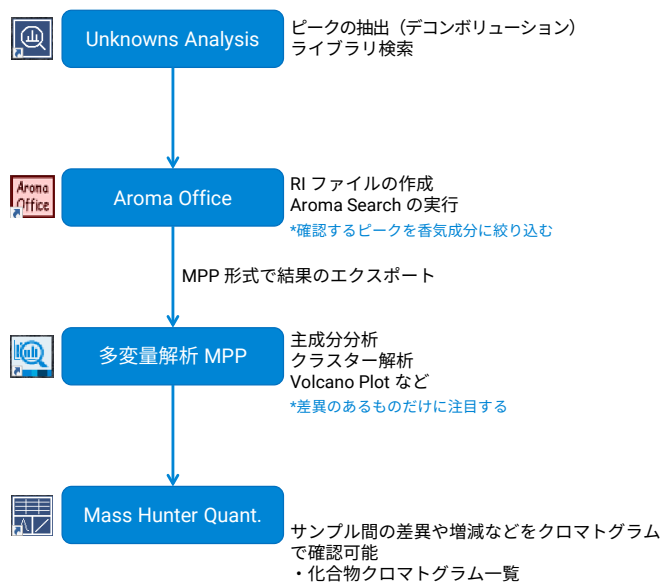 Unknowns Analysis
ピークの抽出（デコンボリューション）
ライブラリ検索
Aroma
Office
Aroma Office
RI ファイルの作成
Aroma Search の実行
*確認するピークを香気成分に絞り込む
MPP 形式で結果のエクスポート
多変量解析 MPP
主成分分析
クラスター解析
Volcano Plot など
*差異のあるものだけに注目する
Mass Hunter Quant.
サンプル間の差異や増減などをクロマトグラム
で確認可能
・化合物クロマトグラム一覧